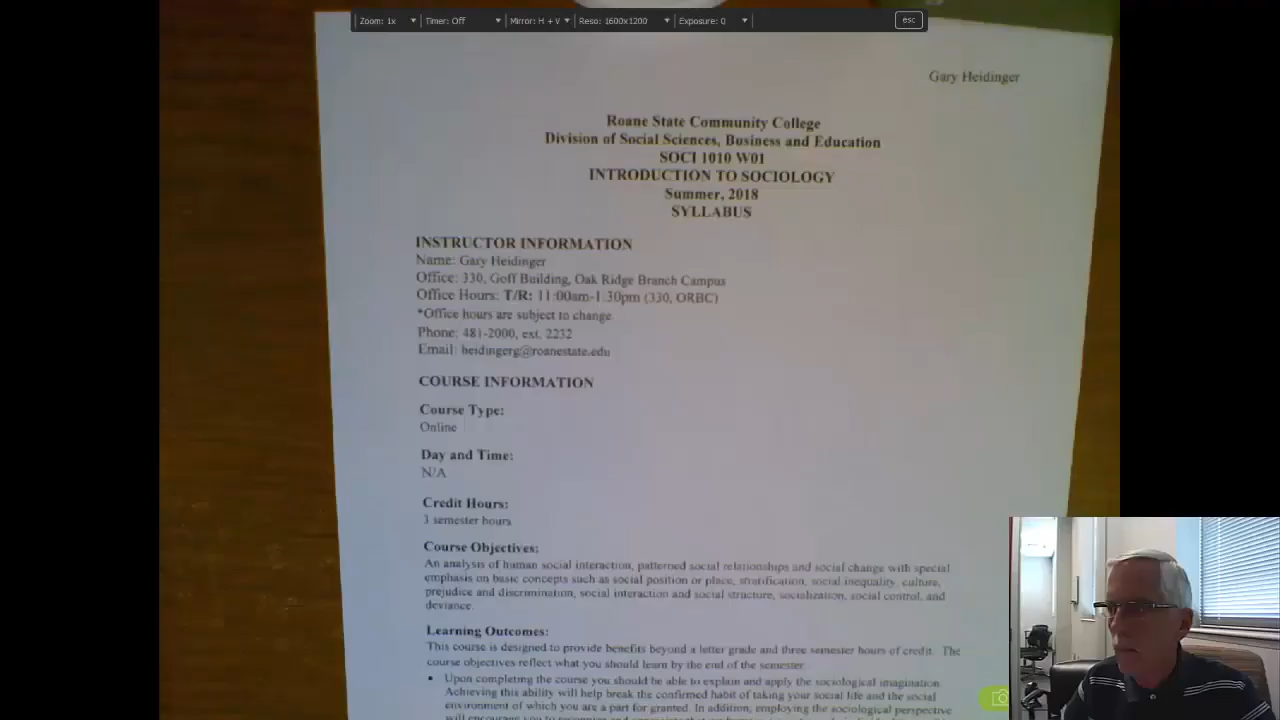 Zoom: 1x Timer: Off Mirror: H + V Reso: 1600x1200 Exposure: 0 esc
Gary Heidinger
Roane State Community College
Division of Social Sciences, Business and Education
SOCI 1010 W01
INTRODUCTION TO SOCIOLOGY
Summer, 2018
SYLLABUS
INSTRUCTOR INFORMATION
Name: Gary Heidinger
Office: 330, Goff Building, Oak Ridge Branch Campus
Office Hours: T/R: 11:00am-1:30pm (330, ORBC)
*Office hours are subject to change
Phone: 481-2000, ext. 2232
Email: heidingerg@roanestate.edu
COURSE INFORMATION
Course Type:
Online
Day and Time:
N/A
Credit Hours:
3 semester hours
Course Objectives:
An analysis of human social interaction, patterned social relationships and social change with special
emphasis on basic concepts such as social position or place, stratification, social inequality, culture,
prejudice and discrimination, social interaction and social structure, socialization, social control, and
deviance.
Learning Outcomes:
This course is designed to provide benefits beyond a letter grade and three semester hours of credit. The
course objectives reflect what you should learn by the end of the semester
• Upon completing the course you should be able to explain and apply the sociological imagination.
Achieving this ability will help break the confirmed habit of taking your social life and the social
environment of which you are a part for granted. In addition, employing the sociological perspective
will encourage you to recognize and appreciate that